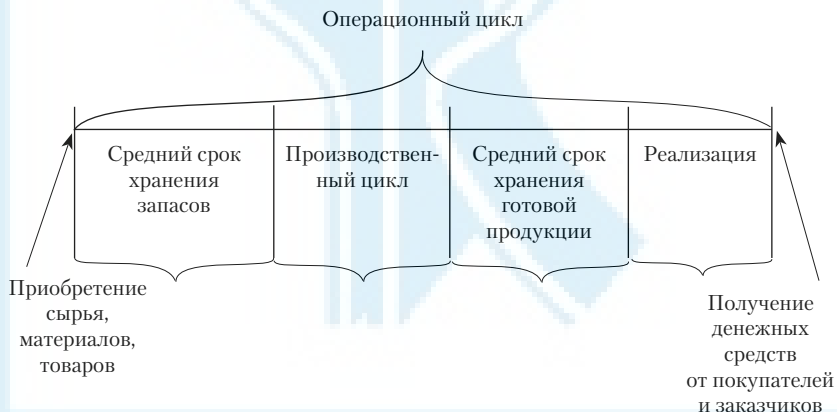 Операционный цикл
Средний срок
хранения
запасов
Производствен-
ный цикл
Средний срок
хранения
готовой
продукции
Реализация
Приобретение
сырья,
материалов,
товаров
Получение
денежных
средств
от покупателей
и заказчиков